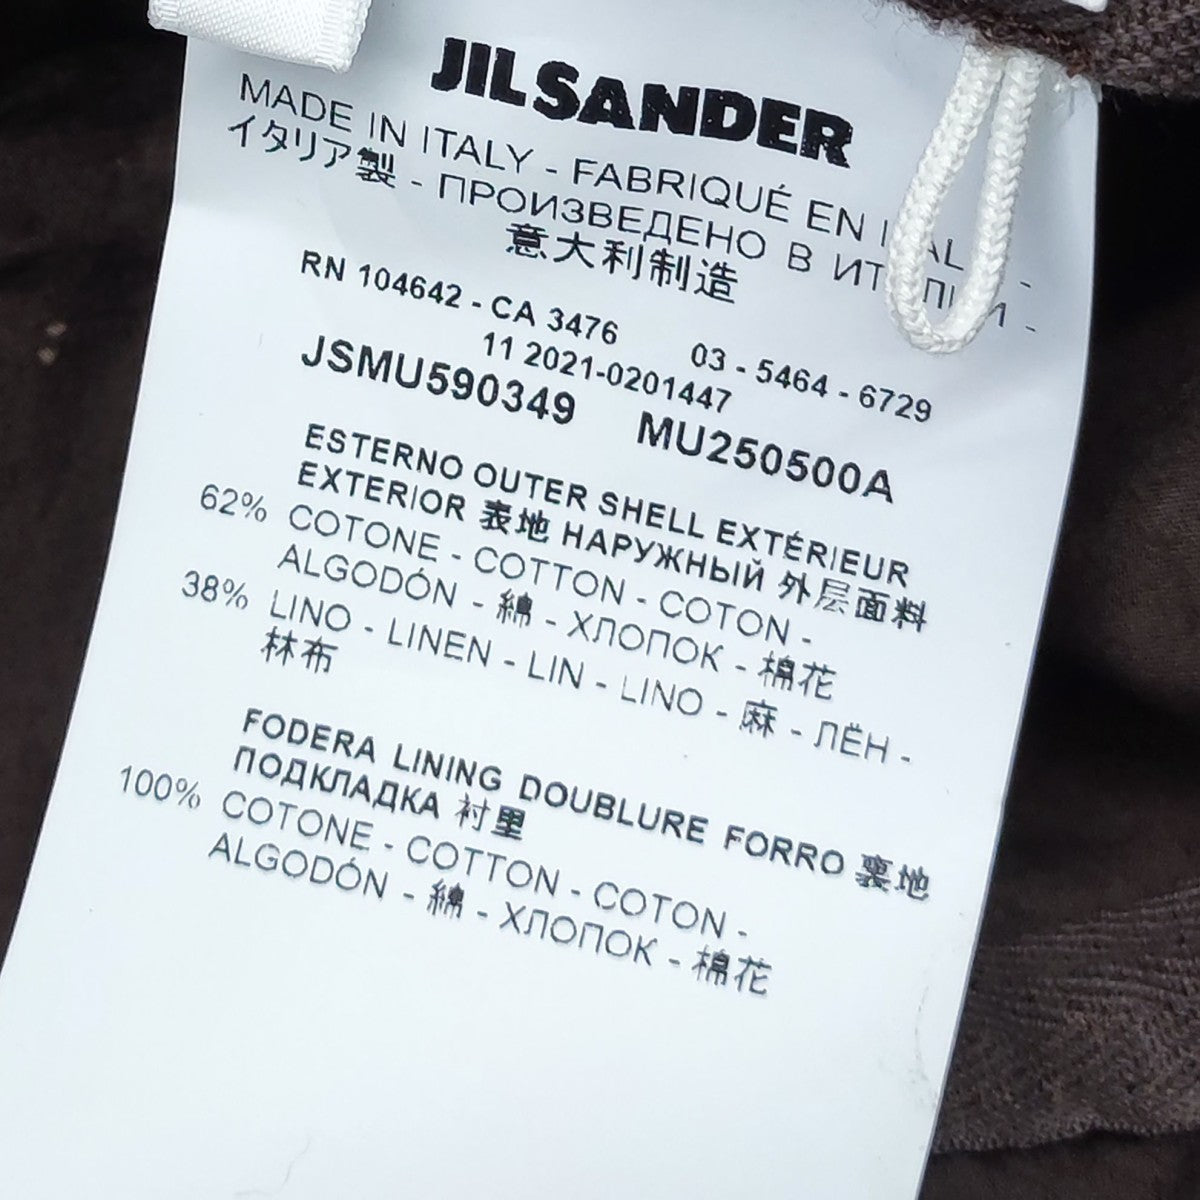 JIL SANDER
MADE IN ITALY - FABRIQUÉ EN -
イタリア製 - ПРОИЗВЕДЕНО В -
意大利制造
RN 104642 - CA 3476 03 - 5464 - 6729
11 2021-0201447
JSMU590349 MU250500A
ESTERNO OUTER SHELL EXTÉRIEUR
EXTERIOR 表地 НАРУЖНЫЙ 外层面料
62% COTONE - COTTON - COTON -
ALGODÓN - 綿 - ХЛОПОК - 棉花
38% LINO - LINEN - LIN - LINO - 麻 - ЛЁН -
林布
FODERA LINING DOUBLURE FORRO 裏地
ПОДКЛАДКА 衬里
100% COTONE - COTTON - COTON -
ALGODÓN - 綿 - ХЛОПОК - 棉花